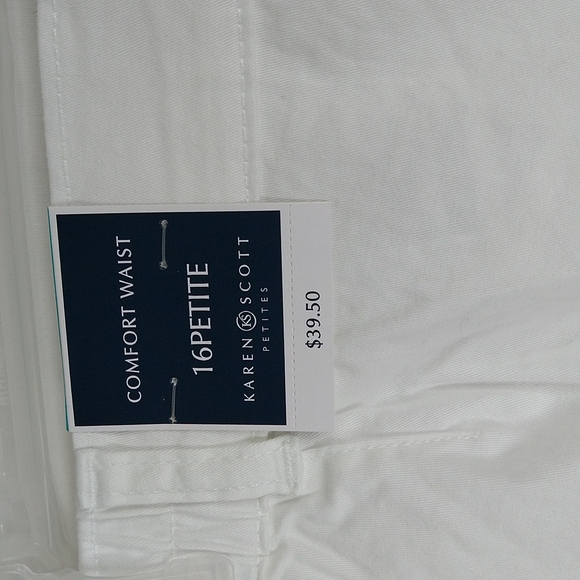 COMFORT WAIST
16PETITE
KAREN KS SCOTT
PETITES
$39.50